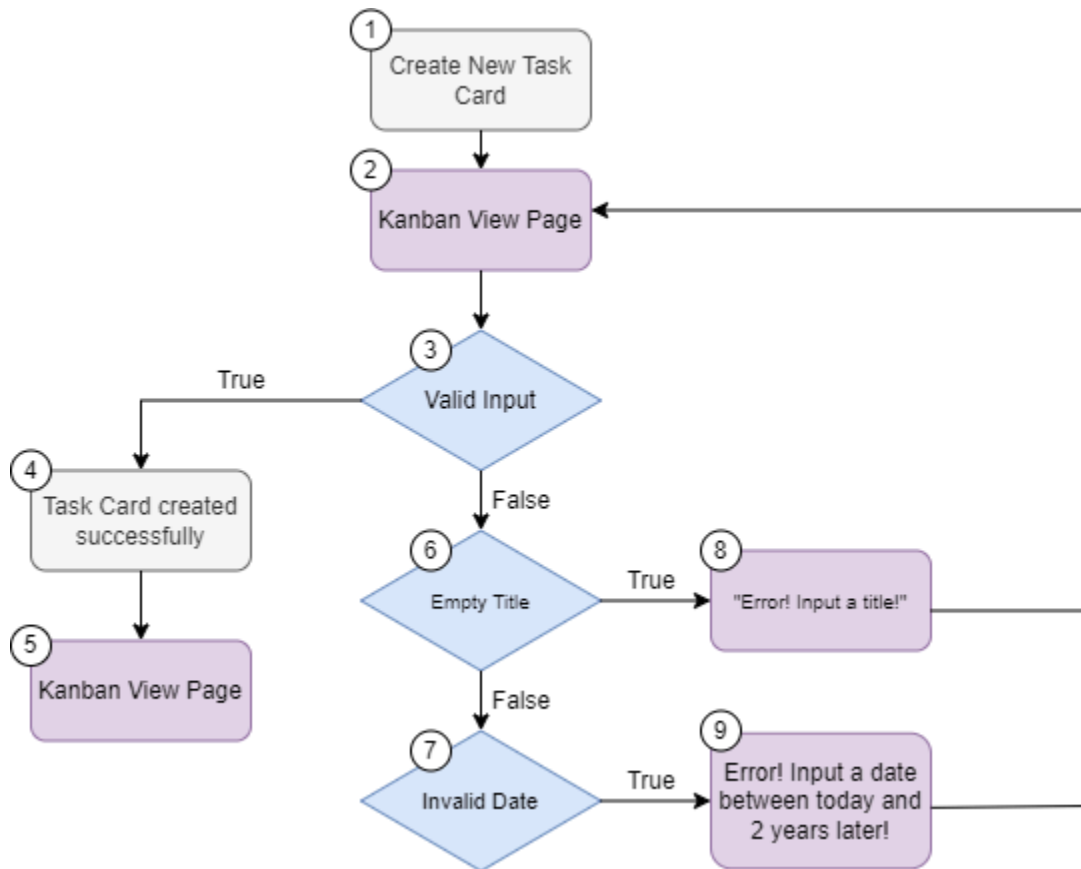 1
Create New Task
Card
2
Kanban View Page
3
Valid Input
True
False
4
Task Card created
successfully
5
Kanban View Page
6
Empty Title
True
False
8
"Error! Input a title!"
7
Invalid Date
True
9
Error! Input a date
between today and
2 years later!